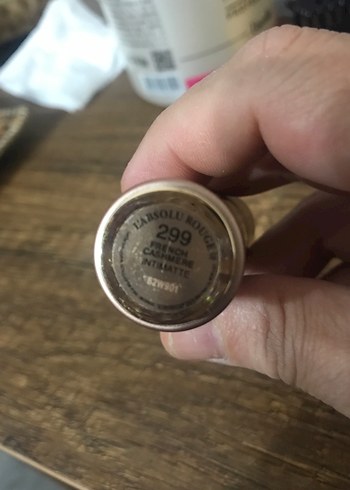 L'ABSOLU ROUGE
299
FRENCH
CASHMERE
INTIMATTE